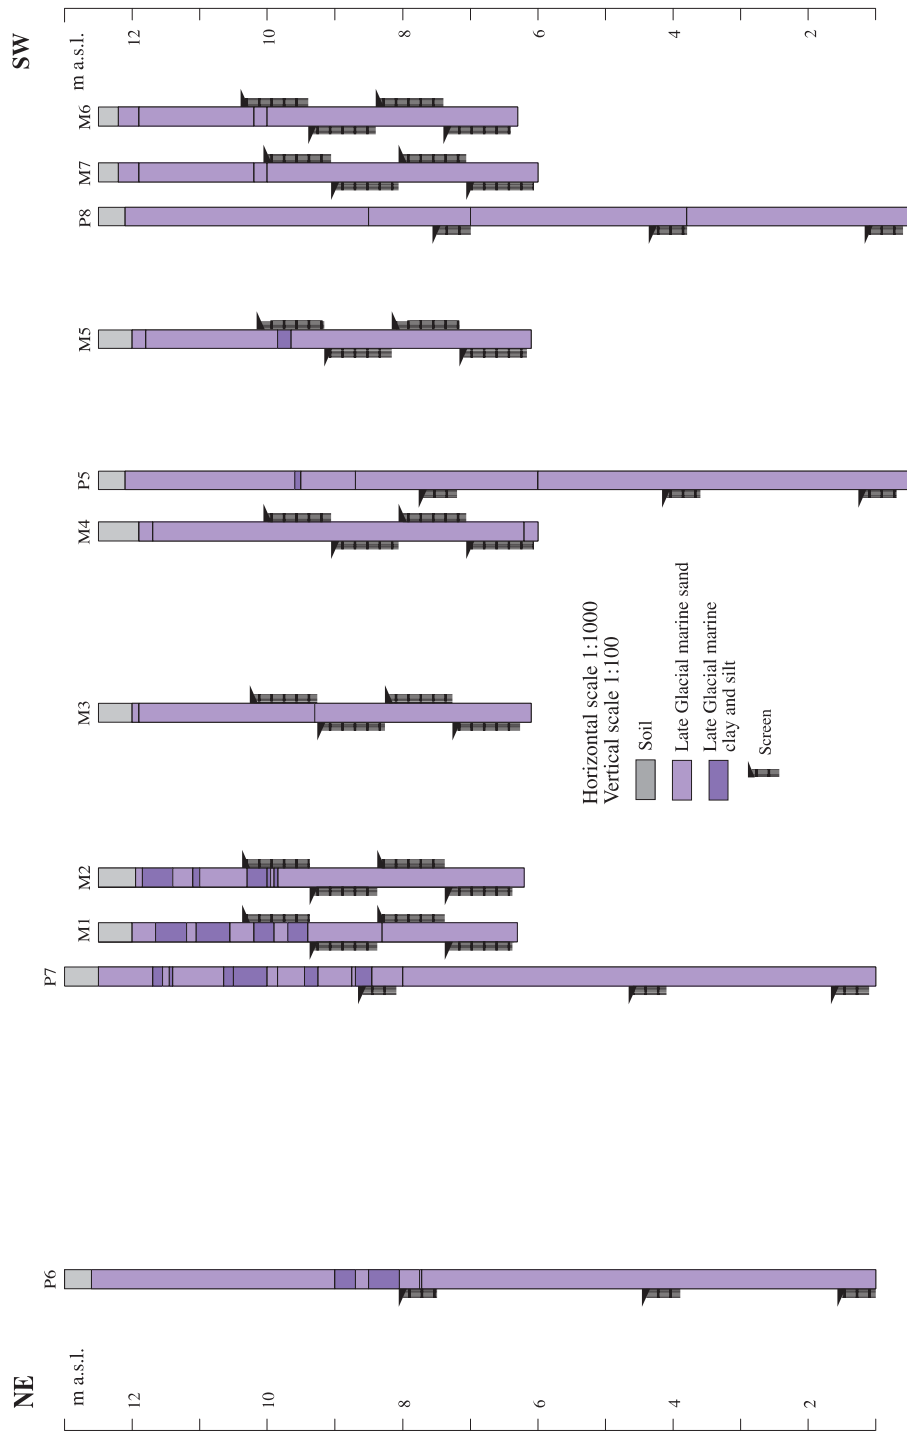 NE
SW
m a.s.l.
12
10
8
6
4
2
P6
P7
M1
M2
M3
M4
P5
M5
P8
M7
M6
m a.s.l.
12
10
8
6
4
2
Horizontal scale 1:1000
Vertical scale 1:100
Soil
Late Glacial marine sand
Late Glacial marine
clay and silt
Screen